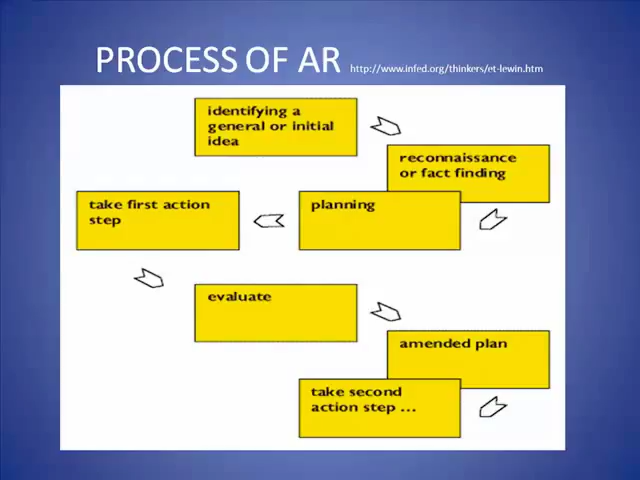 PROCESS OF AR http://www.infed.org/thinkers/et-lewin.htm
identifying a
general or initial
idea
reconnaissance
or fact finding
planning
take first action
step
evaluate
amended plan
take second
action step ...